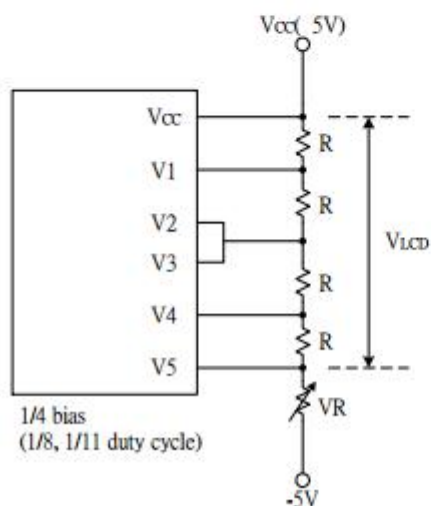 Vcc( 5V)
Vcc
R
V1
R
V2
VLCD
V3
R
V4
R
V5
VR
1/4 bias
(1/8, 1/11 duty cycle)
-5V